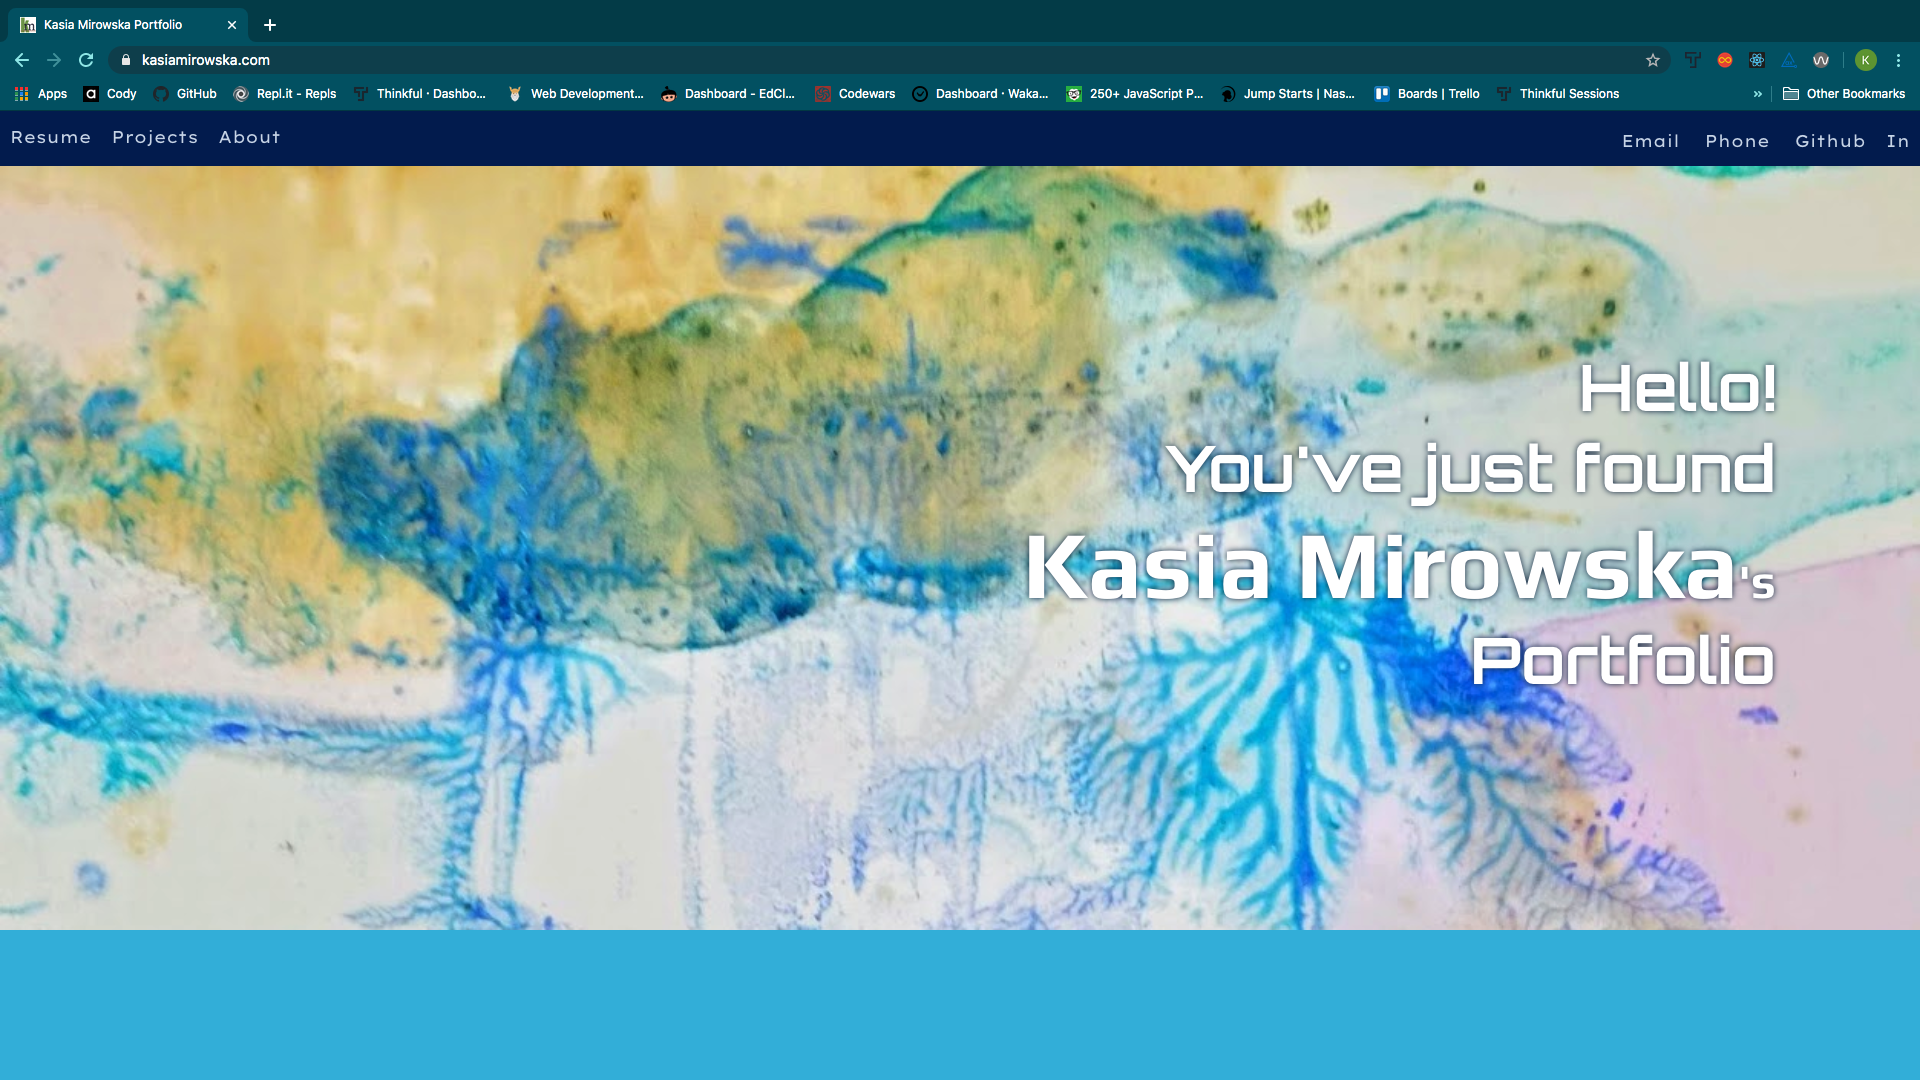 Kasia Mirowska Portfolio
kasiamirowska.com
K
Apps Cody GitHub Repl.it - Repls Thinkful · Dashbo... Web Development... Dashboard - EdCl... Codewars Dashboard · Waka... 250+ JavaScript P... Jump Starts | Nas... Boards | Trello Thinkful Sessions » Other Bookmarks
Resume Projects About Email Phone Github In
Hello!
You've just found
Kasia Mirowska's
Portfolio